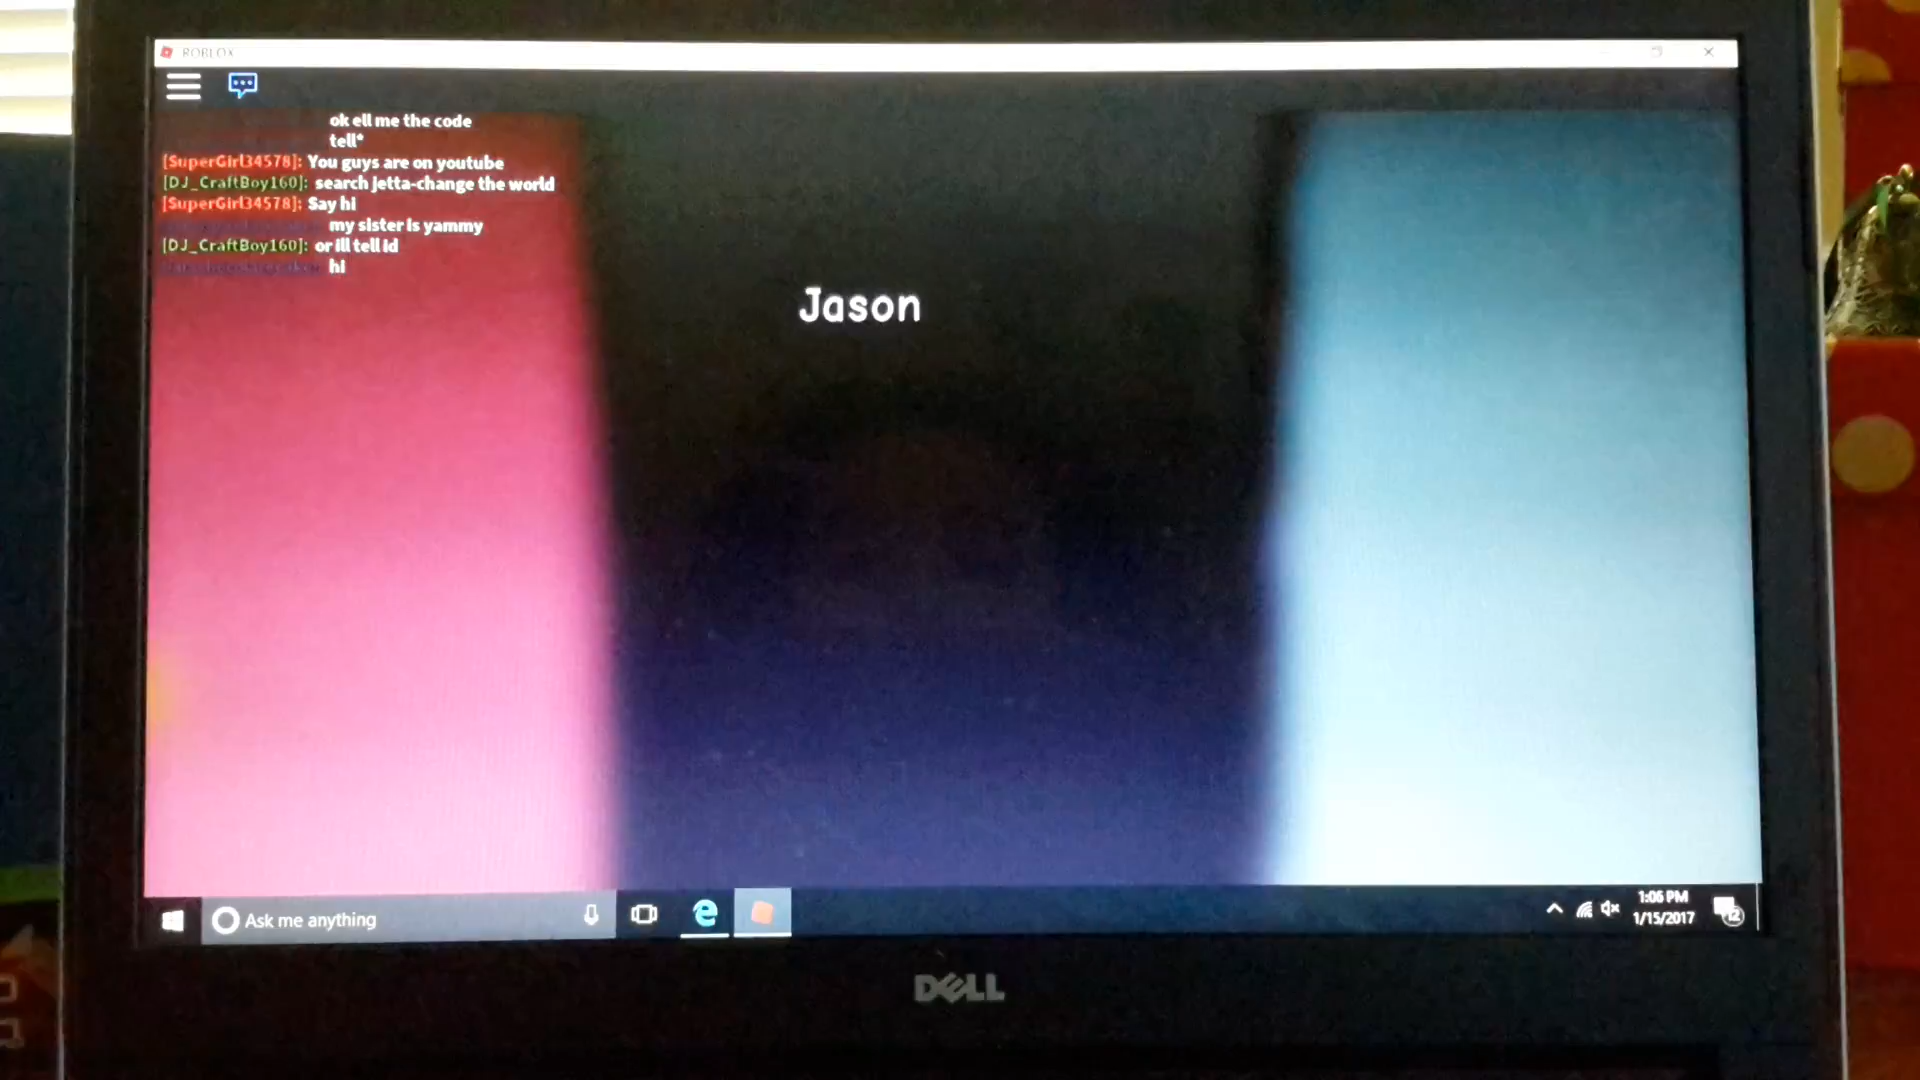 ROBLOX
ok ell me the code
tell*
[SuperGirl34578]: You guys are on youtube
[DJ_CraftBoy160]: search jetta-change the world
[SuperGirl34578]: Say hi
my sister is yammy
[DJ_CraftBoy160]: or ill tell id
hi
Jason
Ask me anything
1:06 PM
1/15/2017
12
DELL